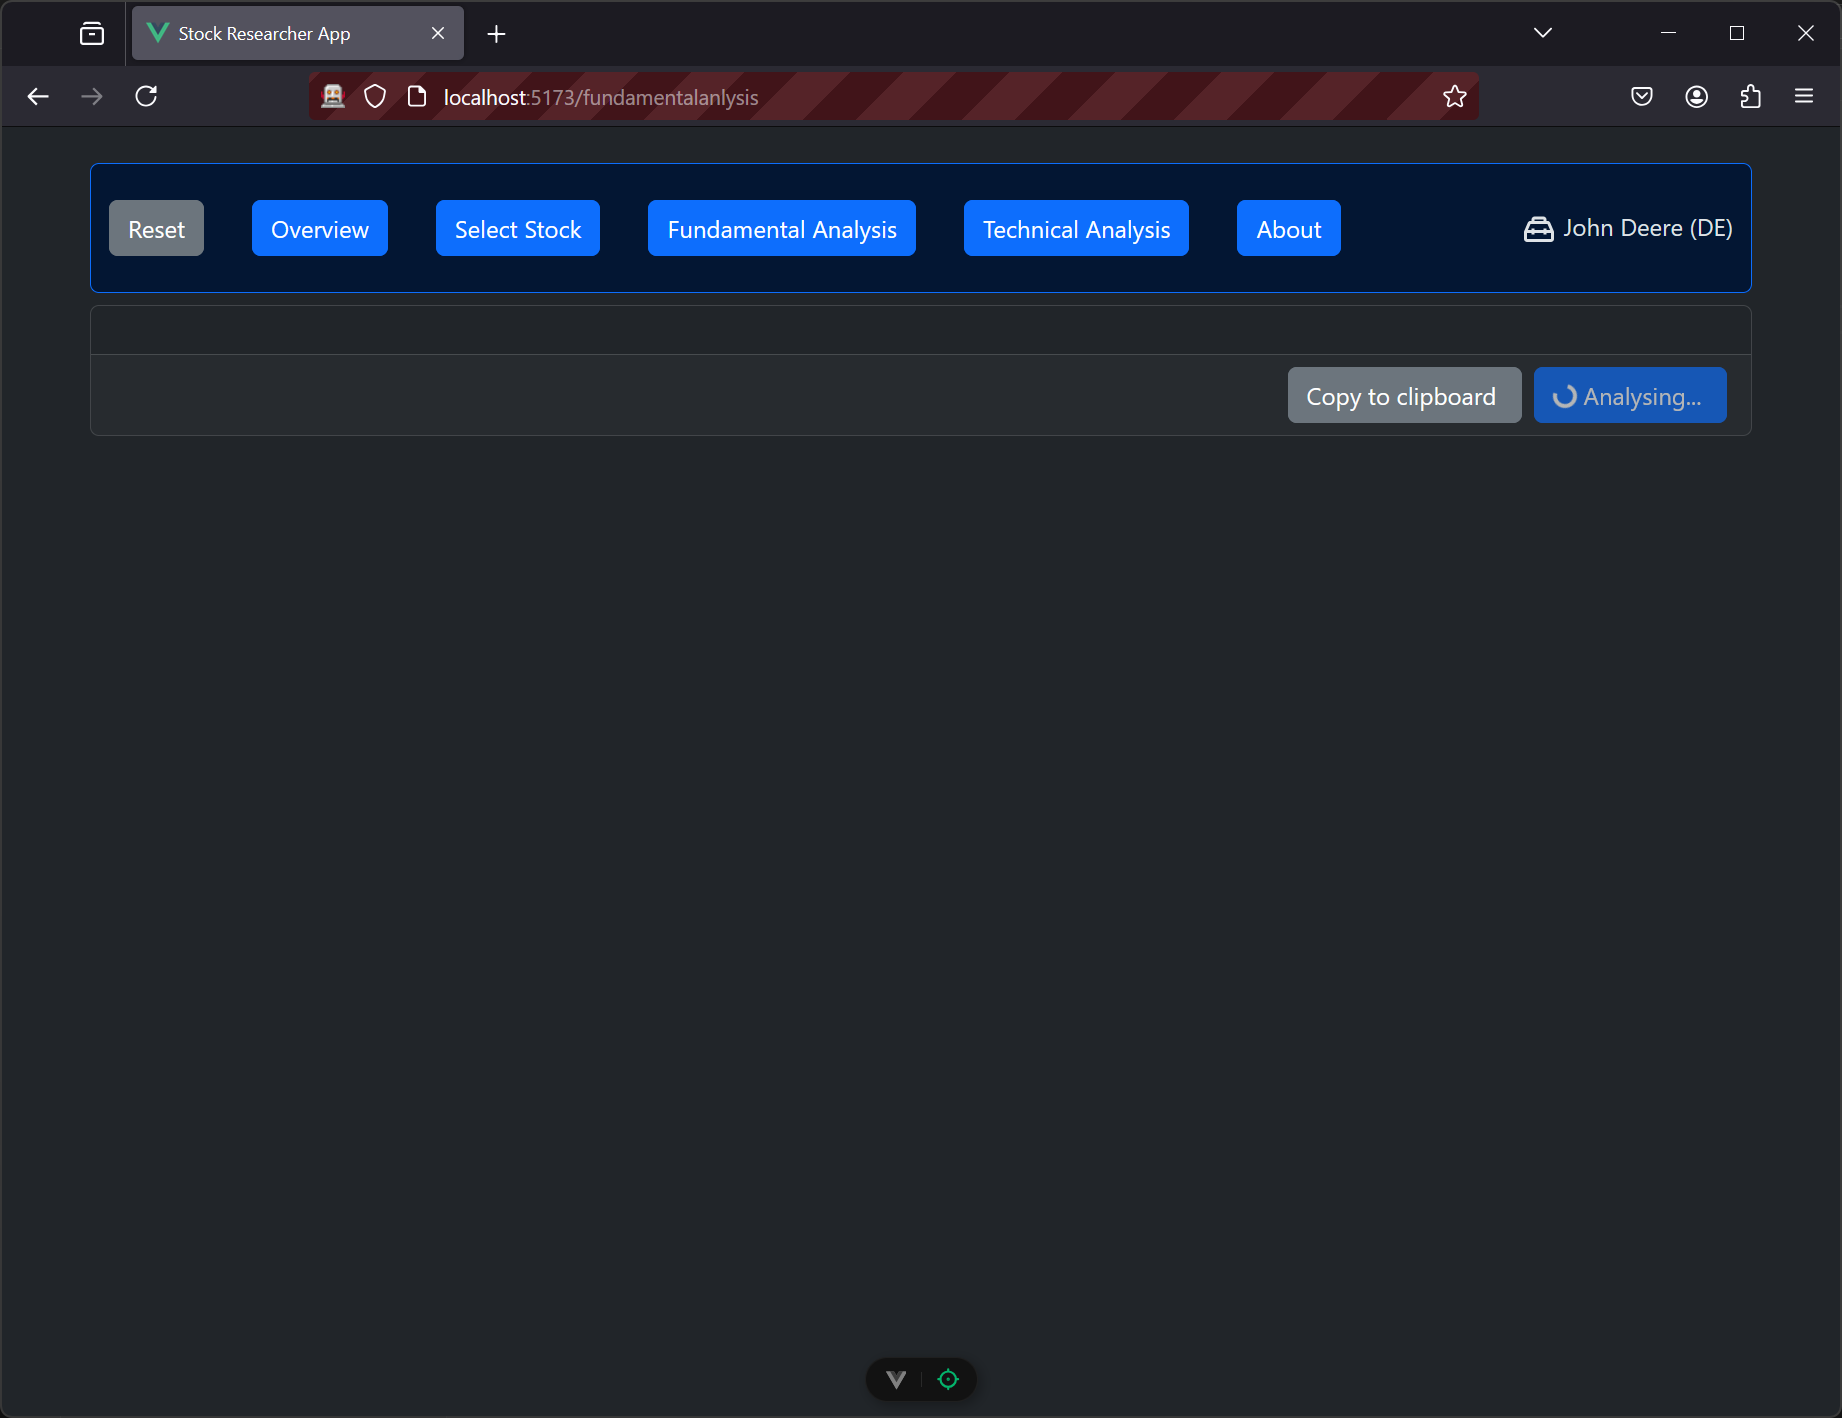 Stock Researcher App
localhost:5173/fundamentalanlysis
Reset Overview Select Stock Fundamental Analysis Technical Analysis About John Deere (DE)
Copy to clipboard Analysing...